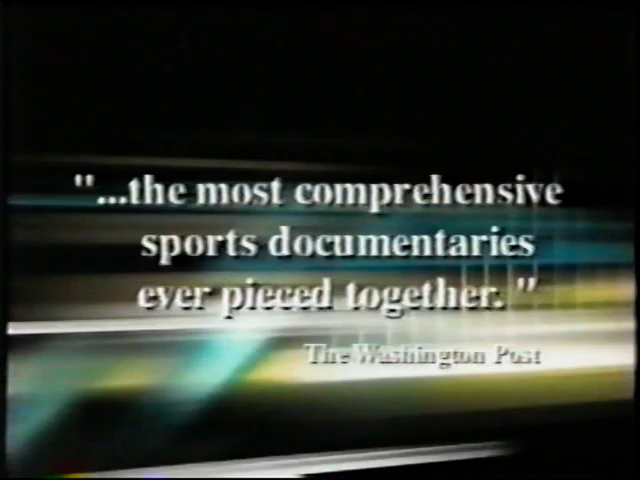 "...the most comprehensive
sports documentaries
ever pieced together. "
The Washington Post